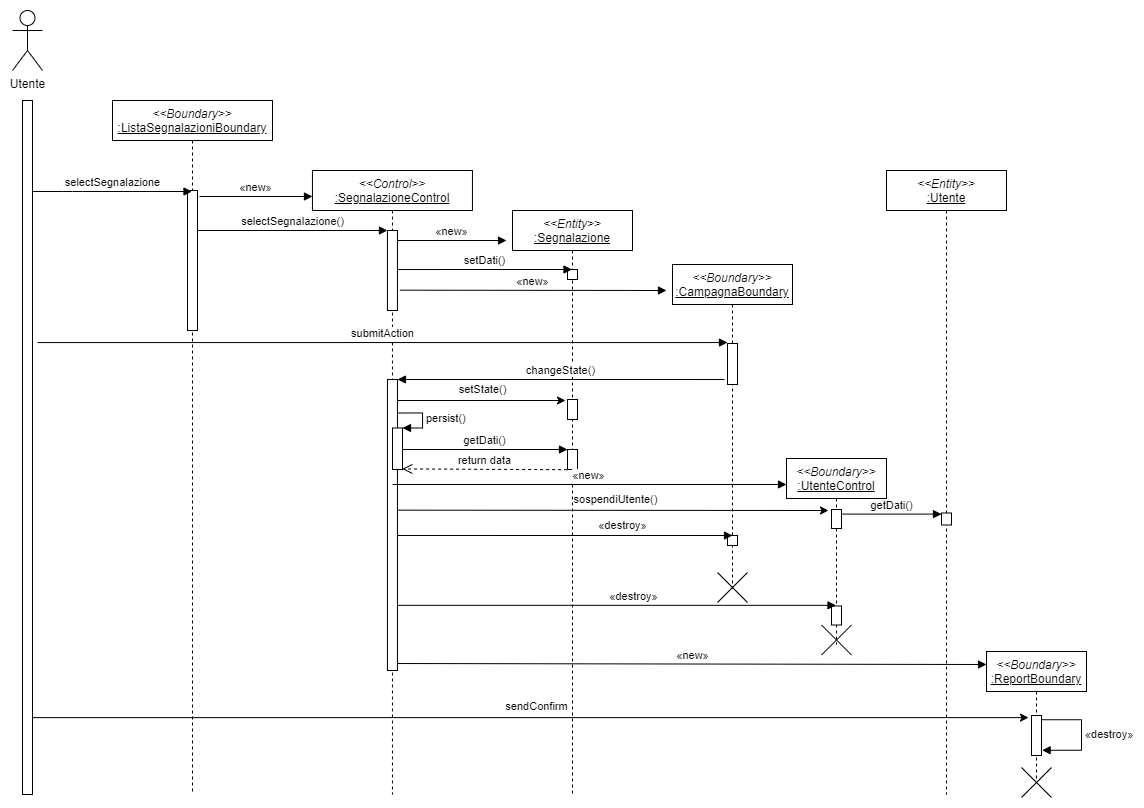 Utente
<<Boundary>>
:ListaSegnalazioniBoundary
selectSegnalazione
«new»
<<Control>>
:SegnalazioneControl
<<Entity>>
:Utente
selectSegnalazione()
«new»
<<Entity>>
:Segnalazione
setDati()
«new»
<<Boundary>>
:CampagnaBoundary
submitAction
changeState()
setState()
persist()
getDati()
return data
«new»
<<Boundary>>
:UtenteControl
sospendiUtente()
getDati()
«destroy»
«destroy»
«new»
<<Boundary>>
:ReportBoundary
sendConfirm
«destroy»